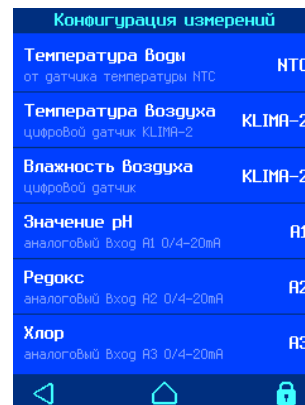 Конфигурация измерений
Температура воды
NTC
от датчика температуры NTC
Температура воздуха
KLIMA-2
цифровой датчик KLIMA-2
Влажность воздуха
KLIMA-2
цифровой датчик
Значение pH
A1
аналоговый вход A1 0/4-20mA
Редокс
A2
аналоговый вход A2 0/4-20mA
Хлор
A3
аналоговый вход A3 0/4-20mA